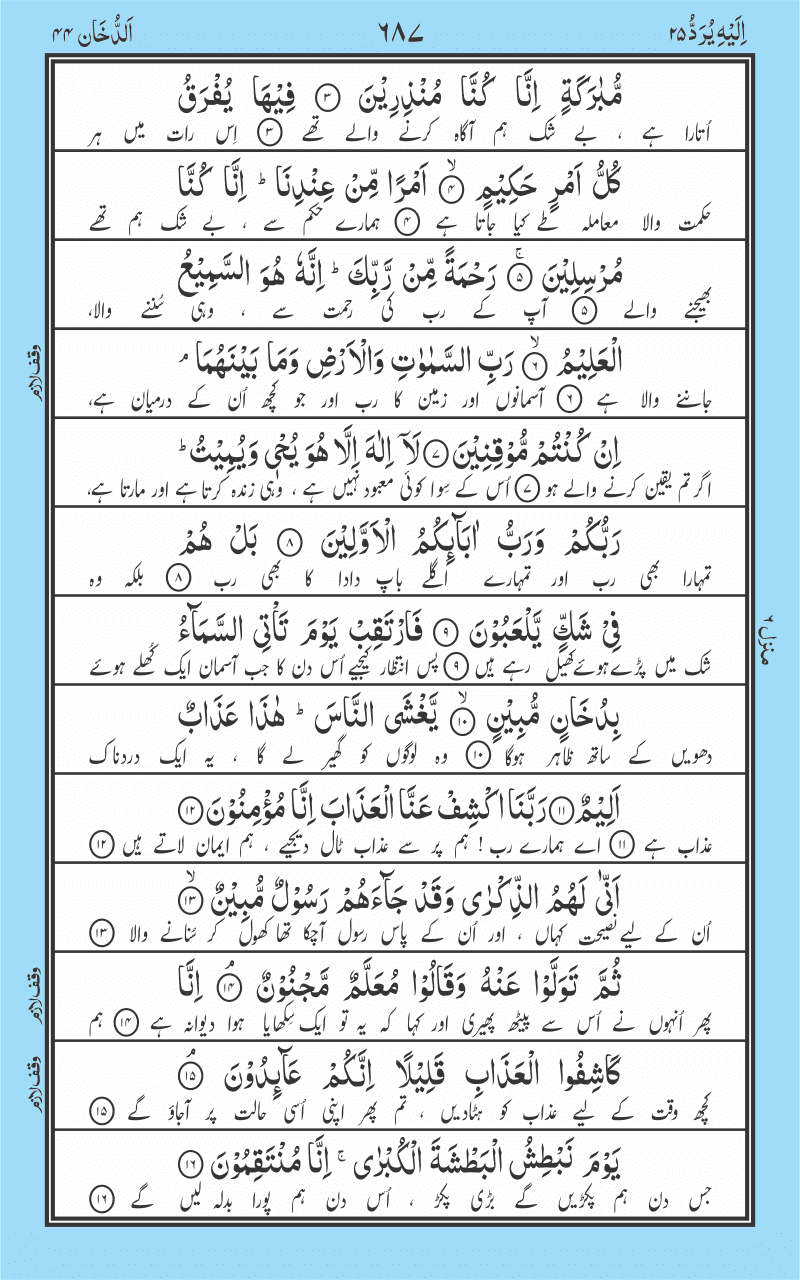 اِلَيْهِ يُرَدُّ ۲۵
۶۸۷
اَلدُّخَان ۴۴
مُّبٰرَكَةٍ اِنَّا كُنَّا مُنْذِرِيْنَ ۝۳ فِيْهَا يُفْرَقُ
اُتارا ہے ، بے شک ہم آگاہ کرنے والے تھے ۝۳ اِس رات میں ہر
كُلُّ اَمْرٍ حَكِيْمٍ ۝۴ۙ اَمْرًا مِّنْ عِنْدِنَا ؕ اِنَّا كُنَّا
حکمت والا معاملہ طے کیا جاتا ہے ۝۴ ہمارے حکم سے ، بے شک ہم تھے
مُرْسِلِيْنَ ۝۵ۚ رَحْمَةً مِّنْ رَّبِّكَ ؕ اِنَّهٗ هُوَ السَّمِيْعُ
بھیجنے والے ۝۵ آپ کے رب کی رحمت سے ، وہی سُننے والا،
الْعَلِيْمُ ۝۶ۙ رَبِّ السَّمٰوٰتِ وَالْاَرْضِ وَمَا بَيْنَهُمَا ۘ
جاننے والا ہے ۝۶ آسمانوں اور زمین کا رب اور جو کچھ اُن کے درمیان ہے،
وقف لازم
اِنْ كُنْتُمْ مُّوْقِنِيْنَ ۝۷ لَاۤ اِلٰهَ اِلَّا هُوَ يُحْيٖ وَيُمِيْتُ ؕ
اگر تم یقین کرنے والے ہو ۝۷ اُس کے سِوا کوئی معبود نہیں ہے ، وہی زندہ کرتا ہے اور مارتا ہے،
رَبُّكُمْ وَرَبُّ اٰبَآئِكُمُ الْاَوَّلِيْنَ ۝۸ بَلْ هُمْ
تمہارا بھی رب اور تمہارے اگلے باپ دادا کا بھی رب ۝۸ بلکہ وہ
فِيْ شَكٍّ يَّلْعَبُوْنَ ۝۹ فَارْتَقِبْ يَوْمَ تَاْتِي السَّمَآءُ
شک میں پڑے ہوئے کھیل رہے ہیں ۝۹ پس انتظار کیجیے اُس دن کا جب آسمان ایک کُھلے ہوئے
منزل ۶
بِدُخَانٍ مُّبِيْنٍ ۝۱۰ۙ يَّغْشَى النَّاسَ ؕ هٰذَا عَذَابٌ
دھویں کے ساتھ ظاہر ہوگا ۝۱۰ وہ لوگوں کو گھیر لے گا ، یہ ایک دردناک
اَلِيْمٌ ۝۱۱ رَبَّنَا اكْشِفْ عَنَّا الْعَذَابَ اِنَّا مُؤْمِنُوْنَ ۝۱۲
عذاب ہے ۝۱۱ اے ہمارے رب! ہم پر سے عذاب ٹال دیجیے ، ہم ایمان لاتے ہیں ۝۱۲
اَنّٰى لَهُمُ الذِّكْرٰى وَقَدْ جَآءَهُمْ رَسُوْلٌ مُّبِيْنٌ ۝۱۳ۙ
اُن کے لیے نصیحت کہاں ، اور اُن کے پاس رسول آچکا تھا کھول کر سُنانے والا ۝۱۳
ثُمَّ تَوَلَّوْا عَنْهُ وَقَالُوْا مُعَلَّمٌ مَّجْنُوْنٌ ۝۱۴ۘ اِنَّا
پھر اُنہوں نے اُس سے پیٹھ پھیری اور کہا کہ یہ تو ایک سِکھایا ہوا دیوانہ ہے ۝۱۴ ہم
وقف لازم
كَاشِفُوا الْعَذَابِ قَلِيْلًا اِنَّكُمْ عَآئِدُوْنَ ۝۱۵ۘ
کچھ وقت کے لیے عذاب کو ہٹادیں ، تم پھر اپنی اُسی حالت پر آجاؤ گے ۝۱۵
وقف لازم
يَوْمَ نَبْطِشُ الْبَطْشَةَ الْكُبْرٰى ۚ اِنَّا مُنْتَقِمُوْنَ ۝۱۶
جس دن ہم پکڑیں گے بڑی پکڑ ، اُس دن ہم پورا بدلہ لیں گے ۝۱۶